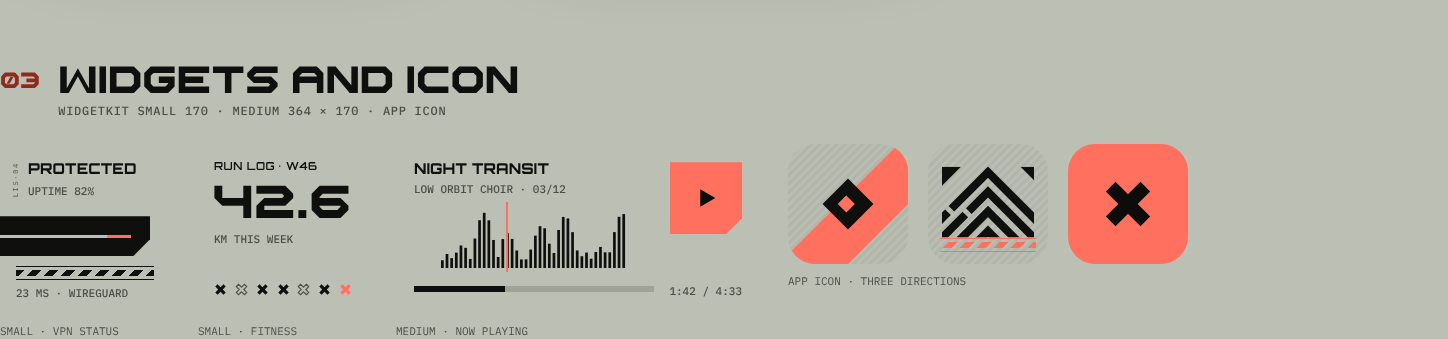 03 WIDGETS AND ICON
WIDGETKIT SMALL 170 · MEDIUM 364 × 170 · APP ICON
LIS-04
PROTECTED
UPTIME 82%
23 MS · WIREGUARD
SMALL · VPN STATUS
RUN LOG · W46
42.6
KM THIS WEEK
SMALL · FITNESS
NIGHT TRANSIT
LOW ORBIT CHOIR · 03/12
1:42 / 4:33
MEDIUM · NOW PLAYING
APP ICON · THREE DIRECTIONS